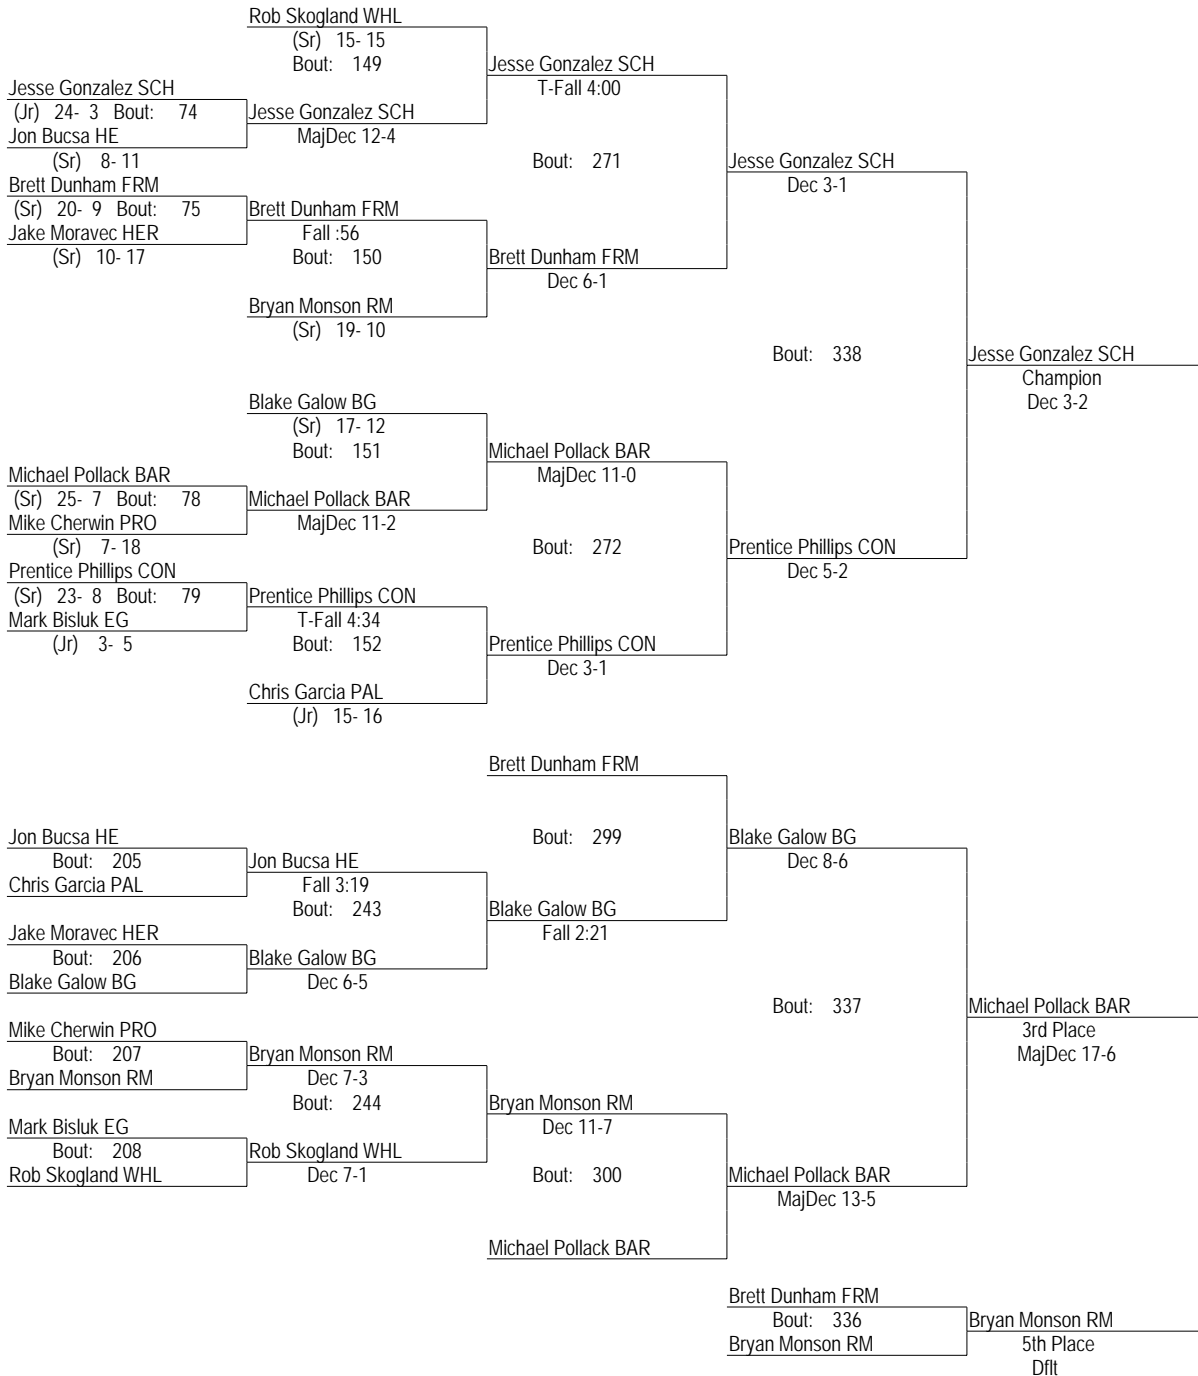 Rob Skogland WHL
(Sr) 15- 15
Bout: 149
Jesse Gonzalez SCH
T-Fall 4:00
Jesse Gonzalez SCH
(Jr) 24- 3 Bout: 74
Jesse Gonzalez SCH
MajDec 12-4
Jon Bucsa HE
(Sr) 8- 11
Bout: 271
Jesse Gonzalez SCH
Dec 3-1
Brett Dunham FRM
(Sr) 20- 9 Bout: 75
Brett Dunham FRM
Fall :56
Jake Moravec HER
(Sr) 10- 17
Bout: 150
Brett Dunham FRM
Dec 6-1
Bryan Monson RM
(Sr) 19- 10
Bout: 338
Jesse Gonzalez SCH
Champion
Dec 3-2
Blake Galow BG
(Sr) 17- 12
Bout: 151
Michael Pollack BAR
MajDec 11-0
Michael Pollack BAR
(Sr) 25- 7 Bout: 78
Michael Pollack BAR
MajDec 11-2
Mike Cherwin PRO
(Sr) 7- 18
Bout: 272
Prentice Phillips CON
Dec 5-2
Prentice Phillips CON
(Sr) 23- 8 Bout: 79
Prentice Phillips CON
T-Fall 4:34
Mark Bisluk EG
(Jr) 3- 5
Bout: 152
Prentice Phillips CON
Dec 3-1
Chris Garcia PAL
(Jr) 15- 16
Brett Dunham FRM
Bout: 299
Blake Galow BG
Dec 8-6
Jon Bucsa HE
Bout: 205
Jon Bucsa HE
Fall 3:19
Chris Garcia PAL
Bout: 243
Blake Galow BG
Fall 2:21
Jake Moravec HER
Bout: 206
Blake Galow BG
Dec 6-5
Blake Galow BG
Bout: 337
Michael Pollack BAR
3rd Place
MajDec 17-6
Mike Cherwin PRO
Bout: 207
Bryan Monson RM
Dec 7-3
Bryan Monson RM
Bout: 244
Bryan Monson RM
Dec 11-7
Mark Bisluk EG
Bout: 208
Rob Skogland WHL
Dec 7-1
Rob Skogland WHL
Bout: 300
Michael Pollack BAR
MajDec 13-5
Michael Pollack BAR
Brett Dunham FRM
Bout: 336
Bryan Monson RM
Bryan Monson RM
5th Place
Dflt